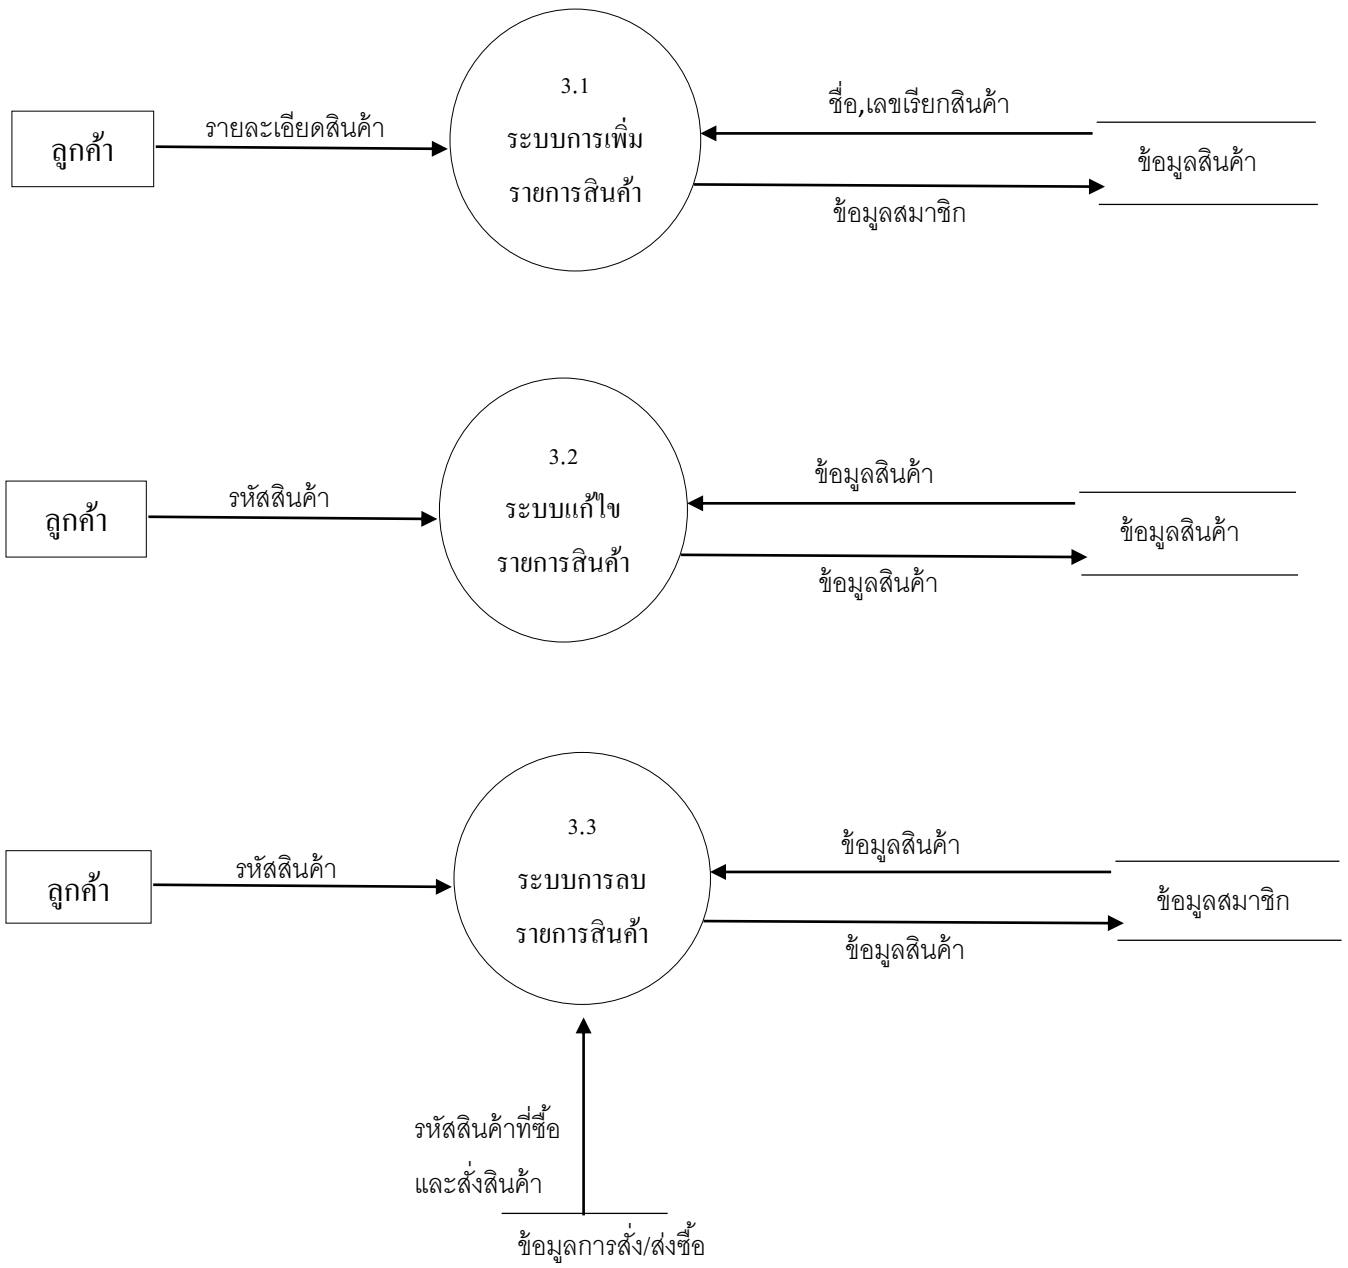 3.1
ระบบการเพิ่ม
รายการสินค้า
ลูกค้า
รายละเอียดสินค้า
ชื่อ,เลขเรียกสินค้า
ข้อมูลสินค้า
ข้อมูลสมาชิก
3.2
ระบบแก้ไข
รายการสินค้า
ลูกค้า
รหัสสินค้า
ข้อมูลสินค้า
ข้อมูลสินค้า
ข้อมูลสินค้า
3.3
ระบบการลบ
รายการสินค้า
ลูกค้า
รหัสสินค้า
ข้อมูลสินค้า
ข้อมูลสมาชิก
ข้อมูลสินค้า
รหัสสินค้าที่ซื้อ
และสั่งสินค้า
ข้อมูลการสั่ง/ส่งซื้อ